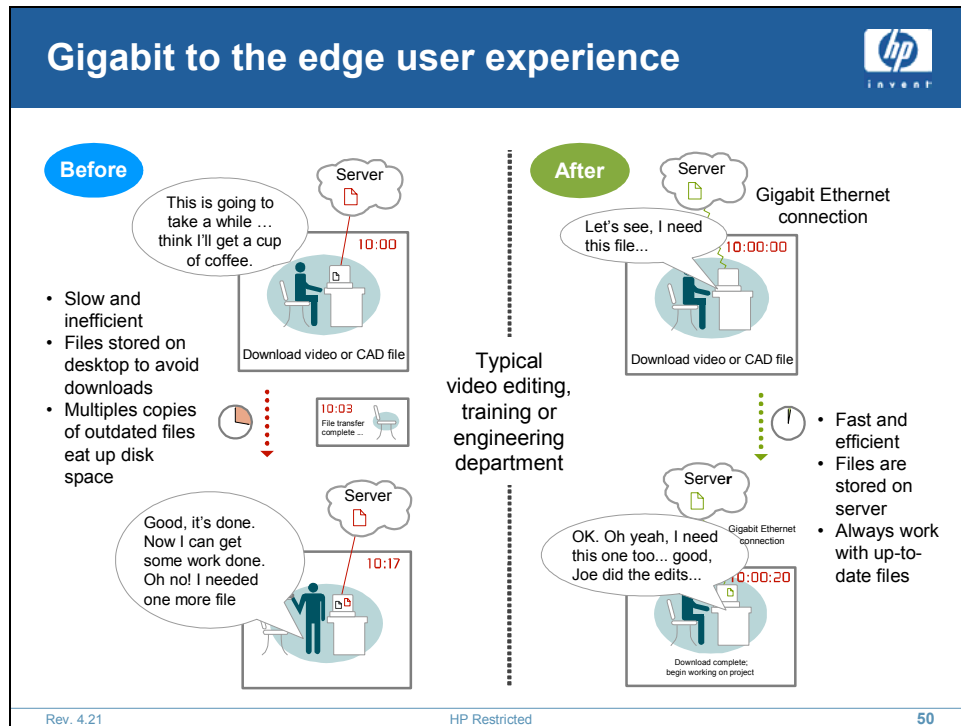 Gigabit to the edge user experience
hp
invent
Before
Server
This is going to
take a while …
think I'll get a cup
of coffee.
10:00
Download video or CAD file
• Slow and
inefficient
• Files stored on
desktop to avoid
downloads
• Multiples copies
of outdated files
eat up disk
space
10:03
File transfer
complete ...
Server
Good, it's done.
Now I can get
some work done.
Oh no! I needed
one more file
10:17
Typical
video editing,
training or
engineering
department
After
Server
Gigabit Ethernet
connection
Let's see, I need
this file...
10:00:00
Download video or CAD file
• Fast and
efficient
• Files are
stored on
server
• Always work
with up-to-
date files
Server
Gigabit Ethernet
connection
OK. Oh yeah, I need
this one too... good,
Joe did the edits...
10:00:20
Download complete;
begin working on project
Rev. 4.21
HP Restricted
50